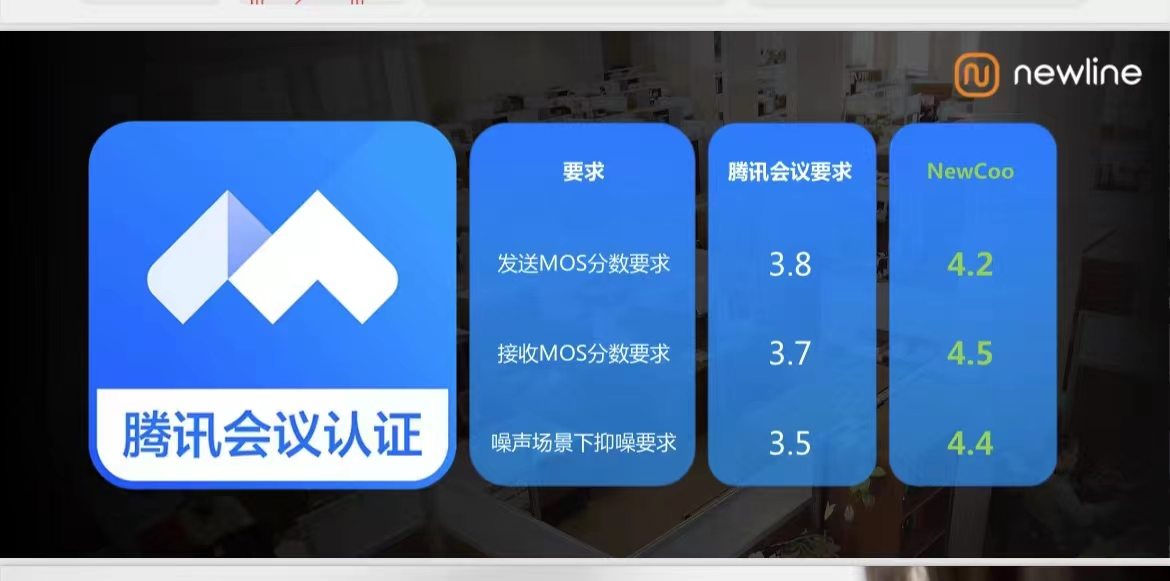 newline
要求 腾讯会议要求 NewCoo
发送MOS分数要求 3.8 4.2
接收MOS分数要求 3.7 4.5
噪声场景下抑噪要求 3.5 4.4
腾讯会议认证